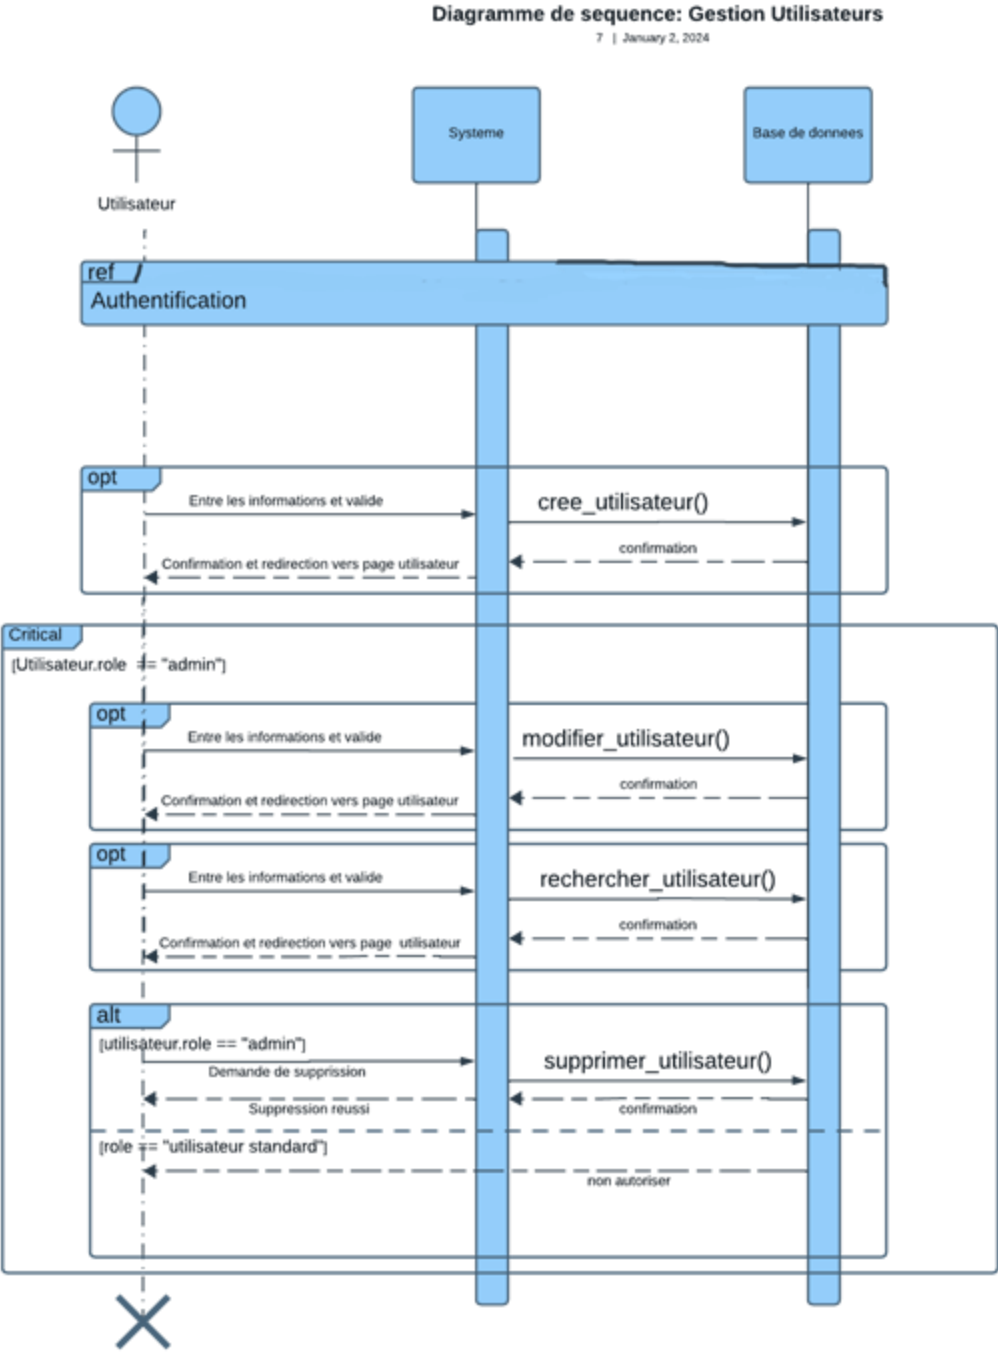 Diagramme de sequence: Gestion Utilisateurs
7 | January 2, 2024
Systeme
Base de donnees
Utilisateur
ref
Authentification
opt
Entre les informations et valide
cree_utilisateur()
confirmation
Confirmation et redirection vers page utilisateur
Critical
[Utilisateur.role == "admin"]
opt
Entre les informations et valide
modifier_utilisateur()
confirmation
Confirmation et redirection vers page utilisateur
opt
Entre les informations et valide
rechercher_utilisateur()
confirmation
Confirmation et redirection vers page utilisateur
alt
[utilisateur.role == "admin"]
supprimer_utilisateur()
Demande de supprission
Suppression reussi
confirmation
[role == "utilisateur standard"]
non autoriser